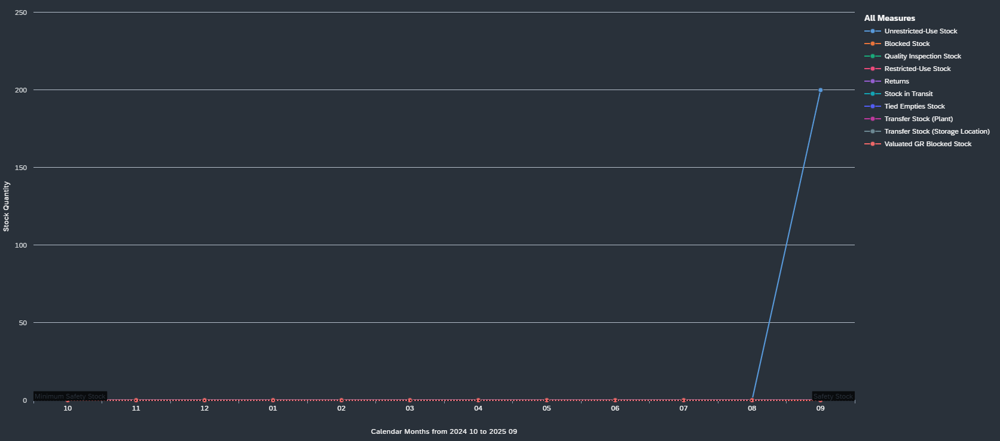 250
200
150
100
50
0
Stock Quantity
Minimum Safety Stock
Safety Stock
10 11 12 01 02 03 04 05 06 07 08 09
Calendar Months from 2024 10 to 2025 09
All Measures
Unrestricted-Use Stock
Blocked Stock
Quality Inspection Stock
Restricted-Use Stock
Returns
Stock in Transit
Tied Empties Stock
Transfer Stock (Plant)
Transfer Stock (Storage Location)
Valuated GR Blocked Stock